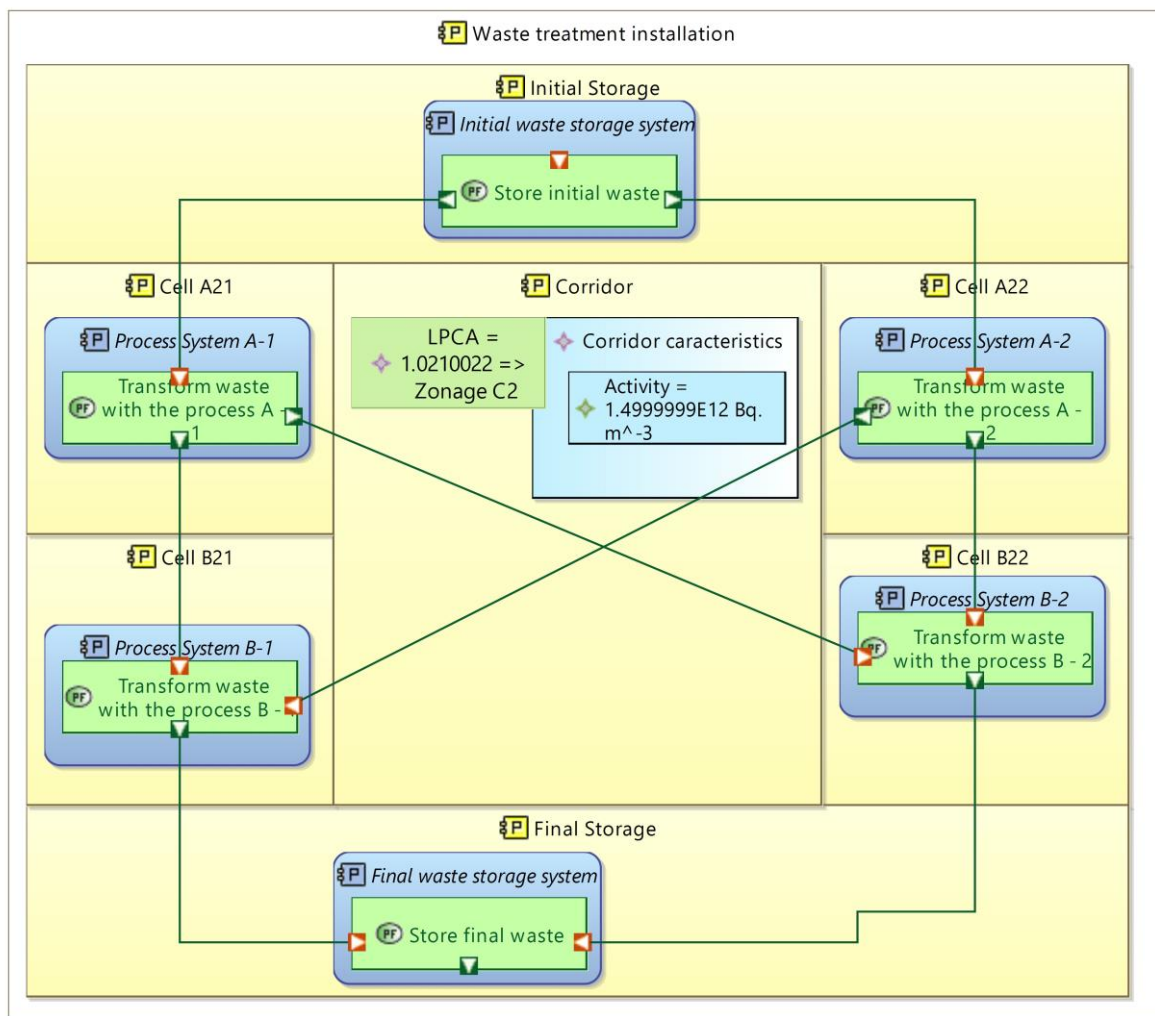 Waste treatment installation
Initial Storage
Initial waste storage system
Store initial waste
Cell A21
Corridor
Cell A22
Process System A-1
LPCA =
1.0210022 =>
Zonage C2
Corridor caracteristics
Process System A-2
Transform waste
with the process A -
1
Activity =
1.4999999E12 Bq.
m^-3
Transform waste
with the process A -
2
Cell B21
Cell B22
Process System B-1
Process System B-2
Transform waste
with the process B -
Transform waste
with the process B - 2
Final Storage
Final waste storage system
Store final waste